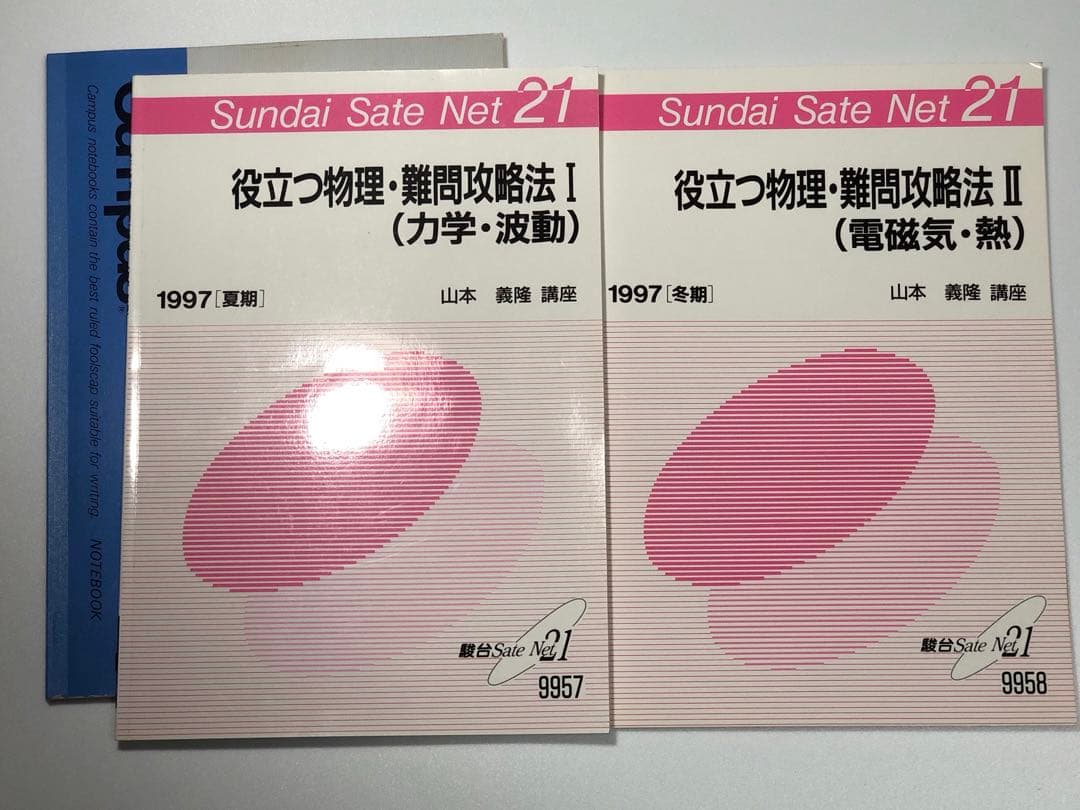 Campus®
Campus notebooks contain the best ruled foolscap suitable for writing. NOTEBOOK
Sundai Sate Net 21
役立つ物理・難問攻略法Ⅰ
(力学・波動)
1997[夏期] 山本 義隆 講座
駿台Sate Net 21
9957
Sundai Sate Net 21
役立つ物理・難問攻略法Ⅱ
(電磁気・熱)
1997[冬期] 山本 義隆 講座
駿台Sate Net 21
9958